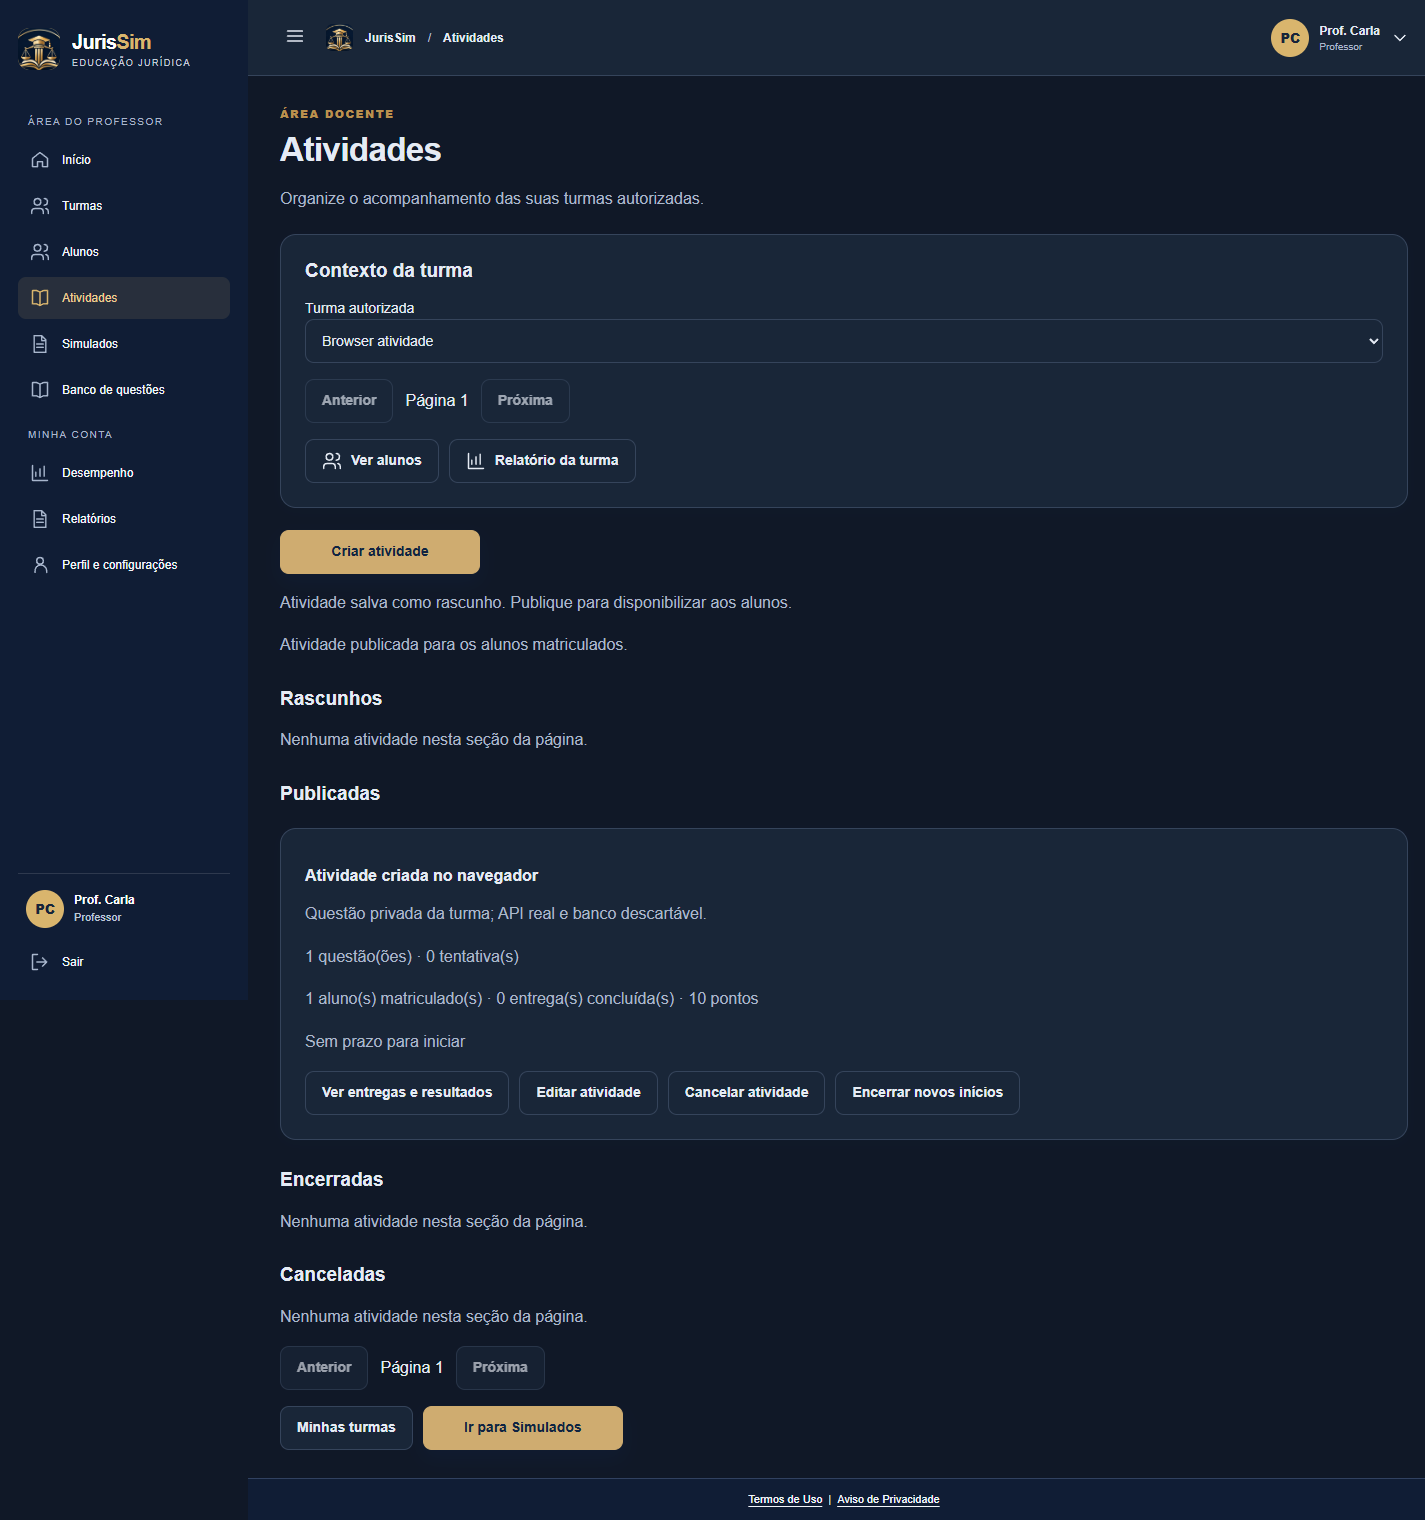 JurisSim
EDUCAÇÃO JURÍDICA
ÁREA DO PROFESSOR
Início
Turmas
Alunos
Atividades
Simulados
Banco de questões
MINHA CONTA
Desempenho
Relatórios
Perfil e configurações
PC
Prof. Carla
Professor
Sair
JurisSim / Atividades
PC
Prof. Carla
Professor
ÁREA DOCENTE
Atividades
Organize o acompanhamento das suas turmas autorizadas.
Contexto da turma
Turma autorizada
Browser atividade
Anterior Página 1 Próxima
Ver alunos Relatório da turma
Criar atividade
Atividade salva como rascunho. Publique para disponibilizar aos alunos.
Atividade publicada para os alunos matriculados.
Rascunhos
Nenhuma atividade nesta seção da página.
Publicadas
Atividade criada no navegador
Questão privada da turma; API real e banco descartável.
1 questão(ões) · 0 tentativa(s)
1 aluno(s) matriculado(s) · 0 entrega(s) concluída(s) · 10 pontos
Sem prazo para iniciar
Ver entregas e resultados Editar atividade Cancelar atividade Encerrar novos inícios
Encerradas
Nenhuma atividade nesta seção da página.
Canceladas
Nenhuma atividade nesta seção da página.
Anterior Página 1 Próxima
Minhas turmas Ir para Simulados
Termos de Uso | Aviso de Privacidade